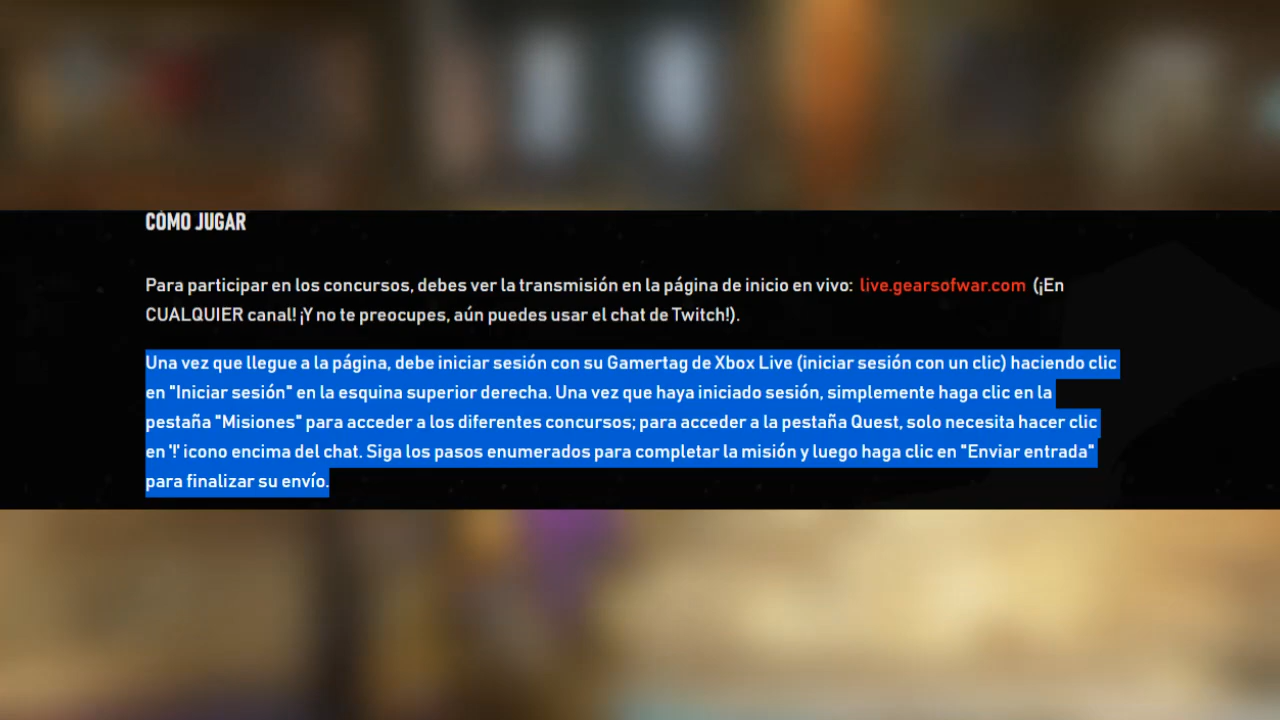 CÓMO JUGAR
Para participar en los concursos, debes ver la transmisión en la página de inicio en vivo: live.gearsofwar.com (¡En
CUALQUIER canal! ¡Y no te preocupes, aún puedes usar el chat de Twitch!).
Una vez que llegue a la página, debe iniciar sesión con su Gamertag de Xbox Live (iniciar sesión con un clic) haciendo clic
en "Iniciar sesión" en la esquina superior derecha. Una vez que haya iniciado sesión, simplemente haga clic en la
pestaña "Misiones" para acceder a los diferentes concursos; para acceder a la pestaña Quest, solo necesita hacer clic
en '!' icono encima del chat. Siga los pasos enumerados para completar la misión y luego haga clic en "Enviar entrada"
para finalizar su envío.